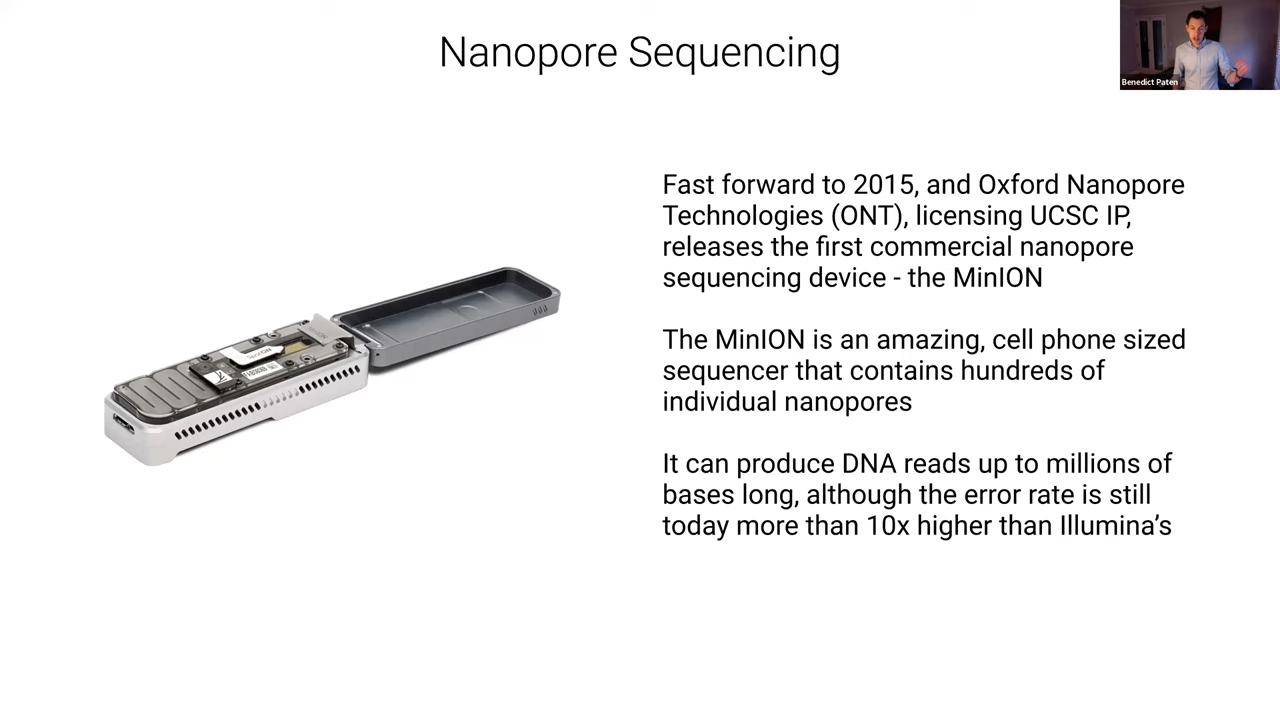 Nanopore Sequencing
Benedict Paten
Fast forward to 2015, and Oxford Nanopore
Technologies (ONT), licensing UCSC IP,
releases the first commercial nanopore
sequencing device - the MinION
The MinION is an amazing, cell phone sized
sequencer that contains hundreds of
individual nanopores
It can produce DNA reads up to millions of
bases long, although the error rate is still
today more than 10x higher than Illumina’s